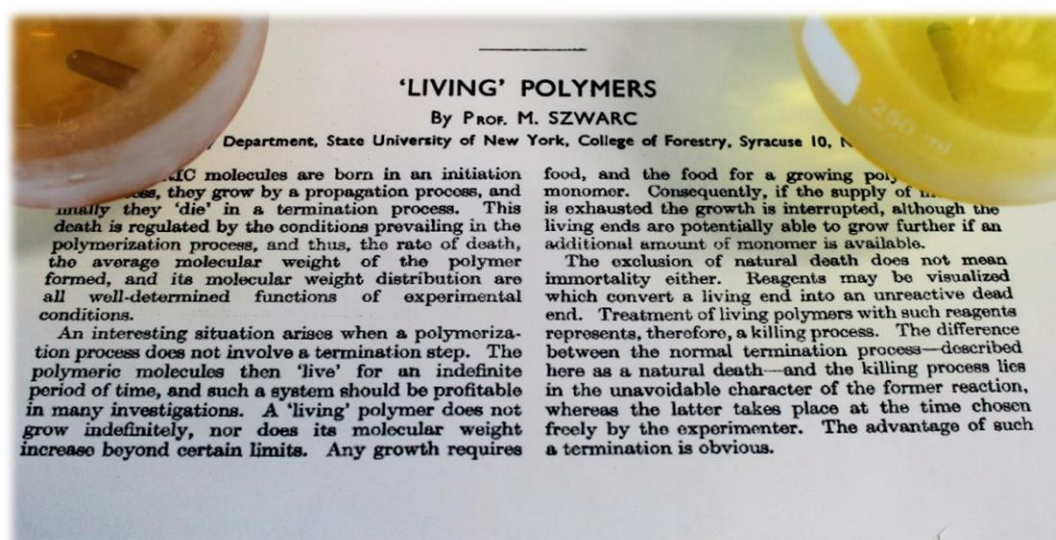 'LIVING' POLYMERS
By PROF. M. SZWARC
Department, State University of New York, College of Forestry, Syracuse 10,
molecules are born in an initiation
they grow by a propagation process, and
finally they 'die' in a termination process. This
death is regulated by the conditions prevailing in the
polymerization process, and thus, the rate of death,
the average molecular weight of the polymer
formed, and its molecular weight distribution are
all well-determined functions of experimental
conditions.
An interesting situation arises when a polymeriza-
tion process does not involve a termination step. The
polymeric molecules then 'live' for an indefinite
period of time, and such a system should be profitable
in many investigations. A 'living' polymer does not
grow indefinitely, nor does its molecular weight
increase beyond certain limits. Any growth requires
food, and the food for a growing
monomer. Consequently, if the supply of
is exhausted the growth is interrupted, although the
living ends are potentially able to grow further if an
additional amount of monomer is available.
The exclusion of natural death does not mean
immortality either. Reagents may be visualized
which convert a living end into an unreactive dead
end. Treatment of living polymers with such reagents
represents, therefore, a killing process. The difference
between the normal termination process—described
here as a natural death—and the killing process lies
in the unavoidable character of the former reaction,
whereas the latter takes place at the time chosen
freely by the experimenter. The advantage of such
a termination is obvious.
250 ml